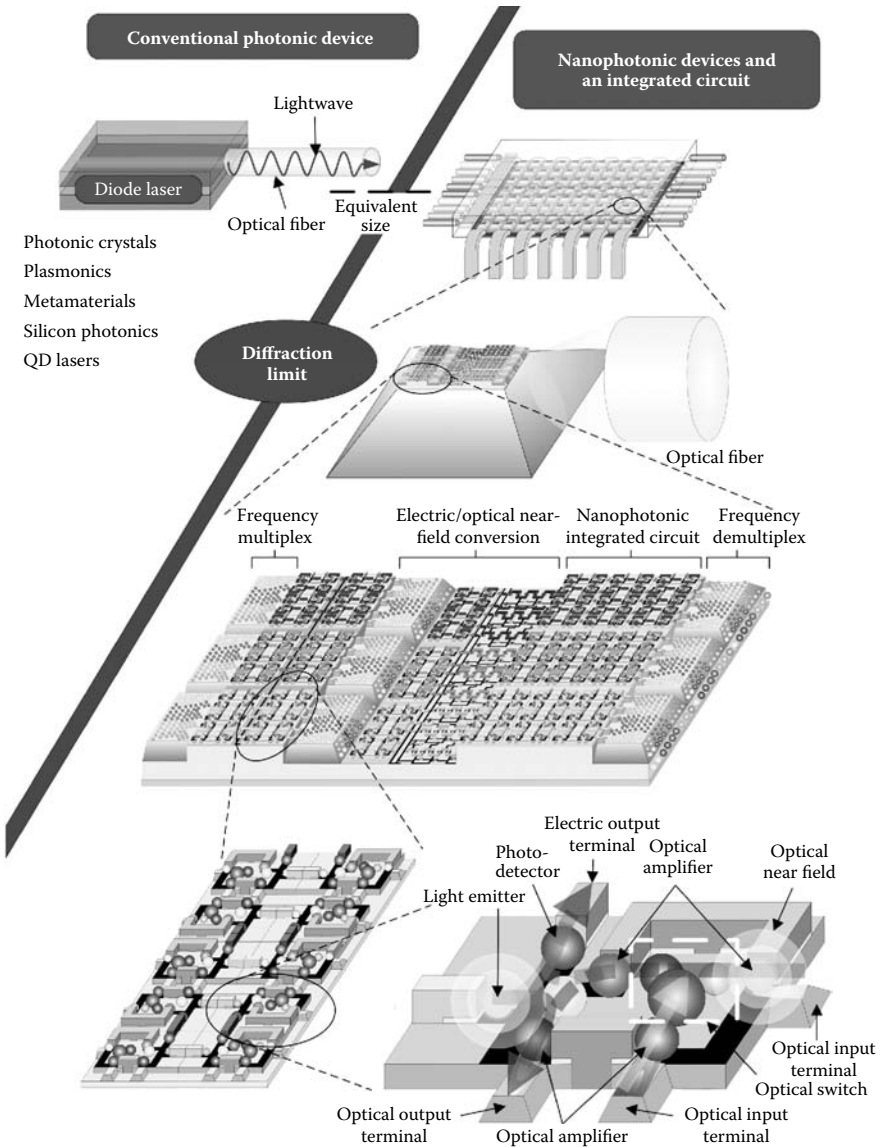 Conventional photonic device
Nanophotonic devices and
an integrated circuit
Lightwave
Diode laser
Optical fiber
Equivalent
size
Photonic crystals
Plasmonics
Metamaterials
Silicon photonics
QD lasers
Diffraction
limit
Optical fiber
Frequency
multiplex
Electric/optical near-
field conversion
Nanophotonic
integrated circuit
Frequency
demultiplex
Electric output
terminal
Photo-
detector
Optical
amplifier
Optical
near field
Light emitter
Optical input
terminal
Optical switch
Optical output
terminal
Optical amplifier
Optical input
terminal